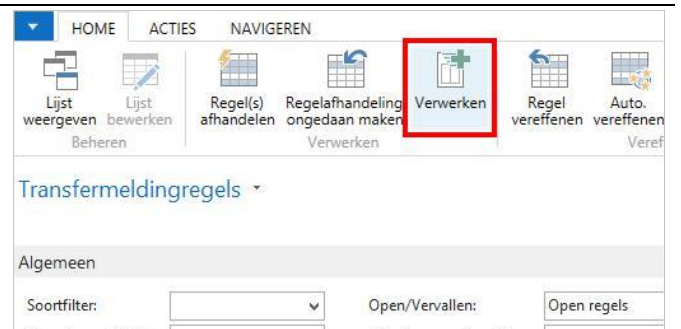 HOME ACTIES NAVIGEREN
Lijst weergeven
Lijst bewerken
Regel(s) afhandelen
Regelafhandeling ongedaan maken
Verwerken
Regel vereffenen
Auto. vereffenen
Beheren Verwerken Veref
Transfermeldingregels
Algemeen
Soortfilter: Open/Vervallen: Open regels